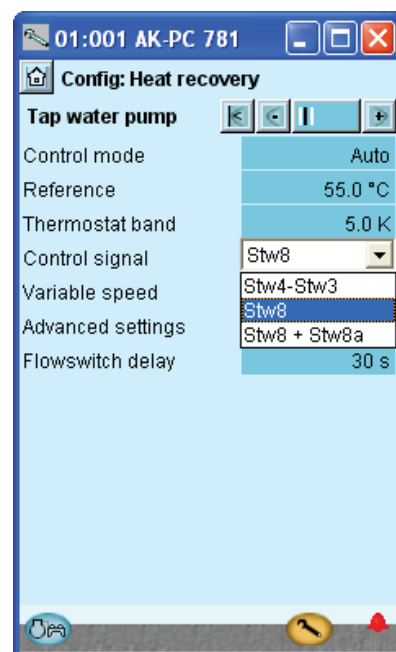 01:001 AK-PC 781
Config: Heat recovery
Tap water pump
Control mode Auto
Reference 55.0 °C
Thermostat band 5.0 K
Control signal Stw8
Variable speed Stw4-Stw3
Stw8
Advanced settings Stw8 + Stw8a
Flowswitch delay 30 s